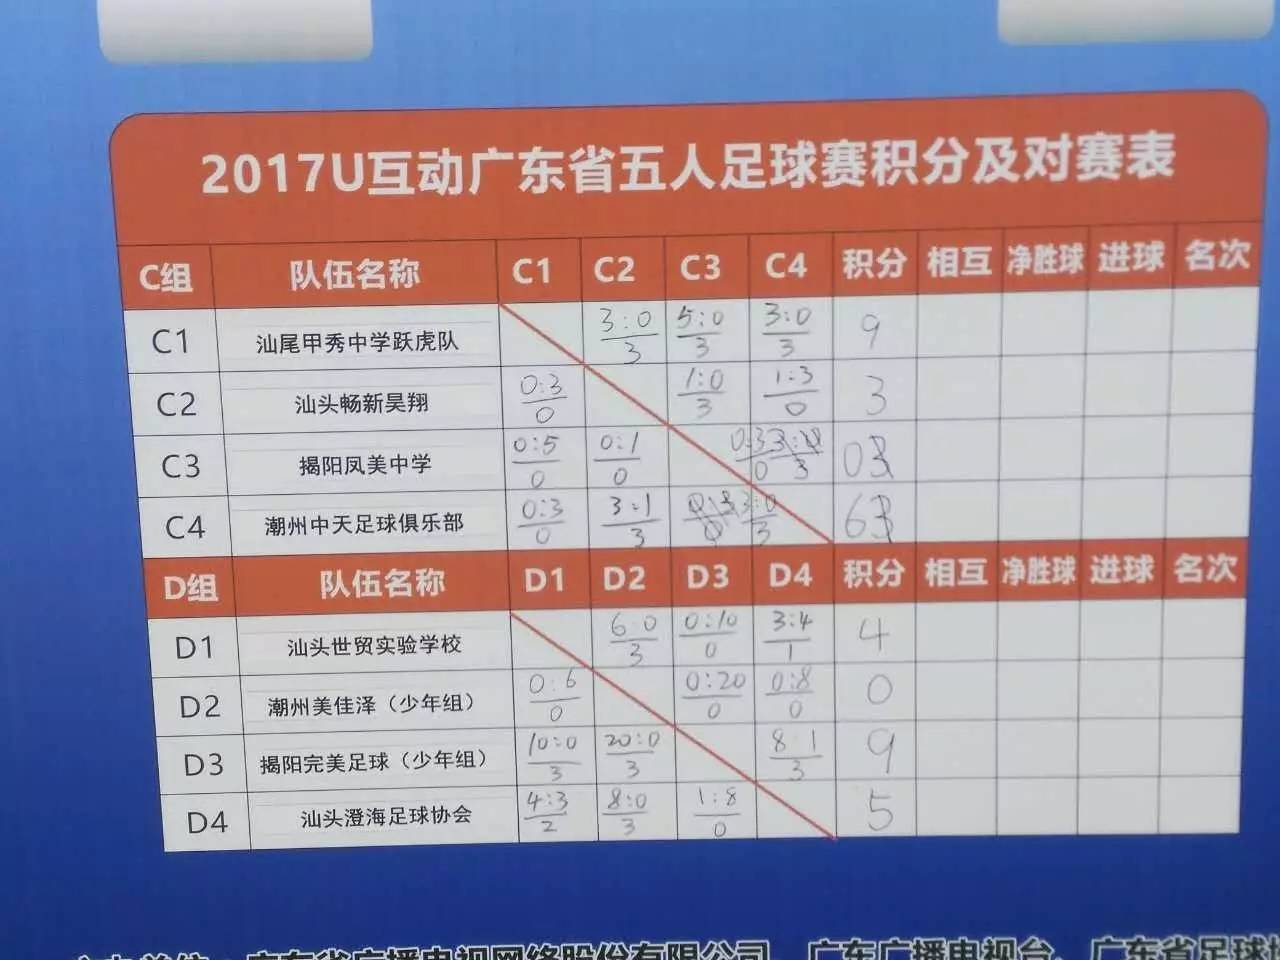 2017U互动广东省五人足球赛积分及对赛表
C组 队伍名称 C1 C2 C3 C4 积分 相互 净胜球 进球 名次
C1 汕尾甲秀中学跃虎队 3:0/3 5:0/3 3:0/3 9
C2 汕头畅新昊翔 0:3/0 1:0/3 1:3/0 3
C3 揭阳凤美中学 0:5/0 0:1/0 0:3/0 0
C4 潮州中天足球俱乐部 0:3/0 3:1/3 3:0/3 6
D组 队伍名称 D1 D2 D3 D4 积分 相互 净胜球 进球 名次
D1 汕头世贸实验学校 6:0/3 0:10/0 3:4/1 4
D2 潮州美佳泽（少年组） 0:6/0 0:20/0 0:8/0 0
D3 揭阳完美足球（少年组） 10:0/3 20:0/3 8:1/3 9
D4 汕头澄海足球协会 4:3/2 8:0/3 1:8/0 5
广东省广播电视网络股份有限公司、广东广播电视台、广东省足球